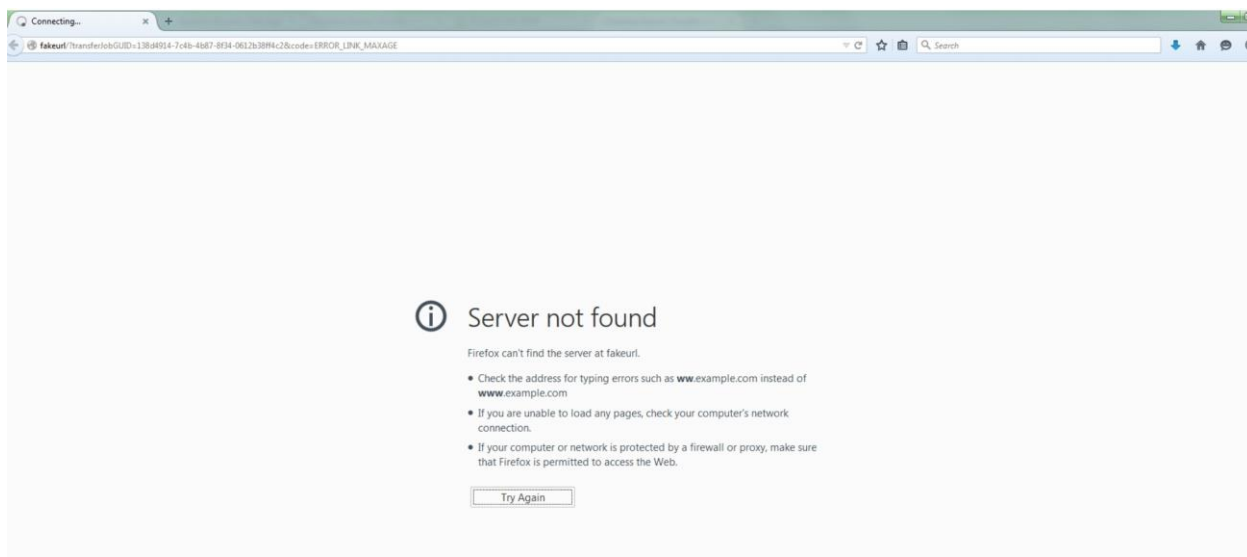 Connecting...
fakeurl/?transferJobGUID=138d4914-7c4b-4b87-8f34-0612b38ff4c2&code=ERROR_LINK_MAXAGE
Search
Server not found
Firefox can't find the server at fakeurl.
• Check the address for typing errors such as ww.example.com instead of
www.example.com
• If you are unable to load any pages, check your computer's network
connection.
• If your computer or network is protected by a firewall or proxy, make sure
that Firefox is permitted to access the Web.
Try Again